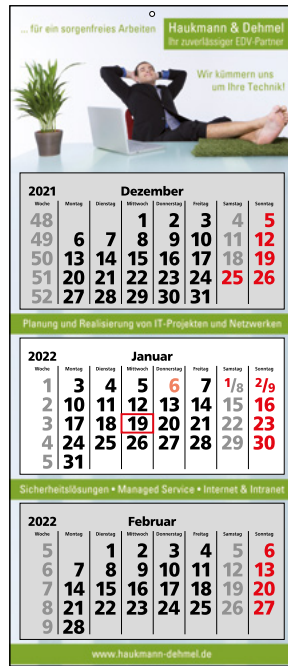 ... für ein sorgenfreies Arbeiten
Haukmann & Dehmel
Ihr zuverlässiger EDV-Partner
Wir kümmern uns
um Ihre Technik!
2021 Dezember
Woche Montag Dienstag Mittwoch Donnerstag Freitag Samstag Sonntag
48 1 2 3 4 5
49 6 7 8 9 10 11 12
50 13 14 15 16 17 18 19
51 20 21 22 23 24 25 26
52 27 28 29 30 31
Planung und Realisierung von IT-Projekten und Netzwerken
2022 Januar
Woche Montag Dienstag Mittwoch Donnerstag Freitag Samstag Sonntag
1 3 4 5 6 7 1/8 2/9
2 10 11 12 13 14 15 16
3 17 18 19 20 21 22 23
4 24 25 26 27 28 29 30
5 31
Sicherheitslösungen • Managed Service • Internet & Intranet
2022 Februar
Woche Montag Dienstag Mittwoch Donnerstag Freitag Samstag Sonntag
5 1 2 3 4 5 6
6 7 8 9 10 11 12 13
7 14 15 16 17 18 19 20
8 21 22 23 24 25 26 27
9 28
www.haukmann-dehmel.de